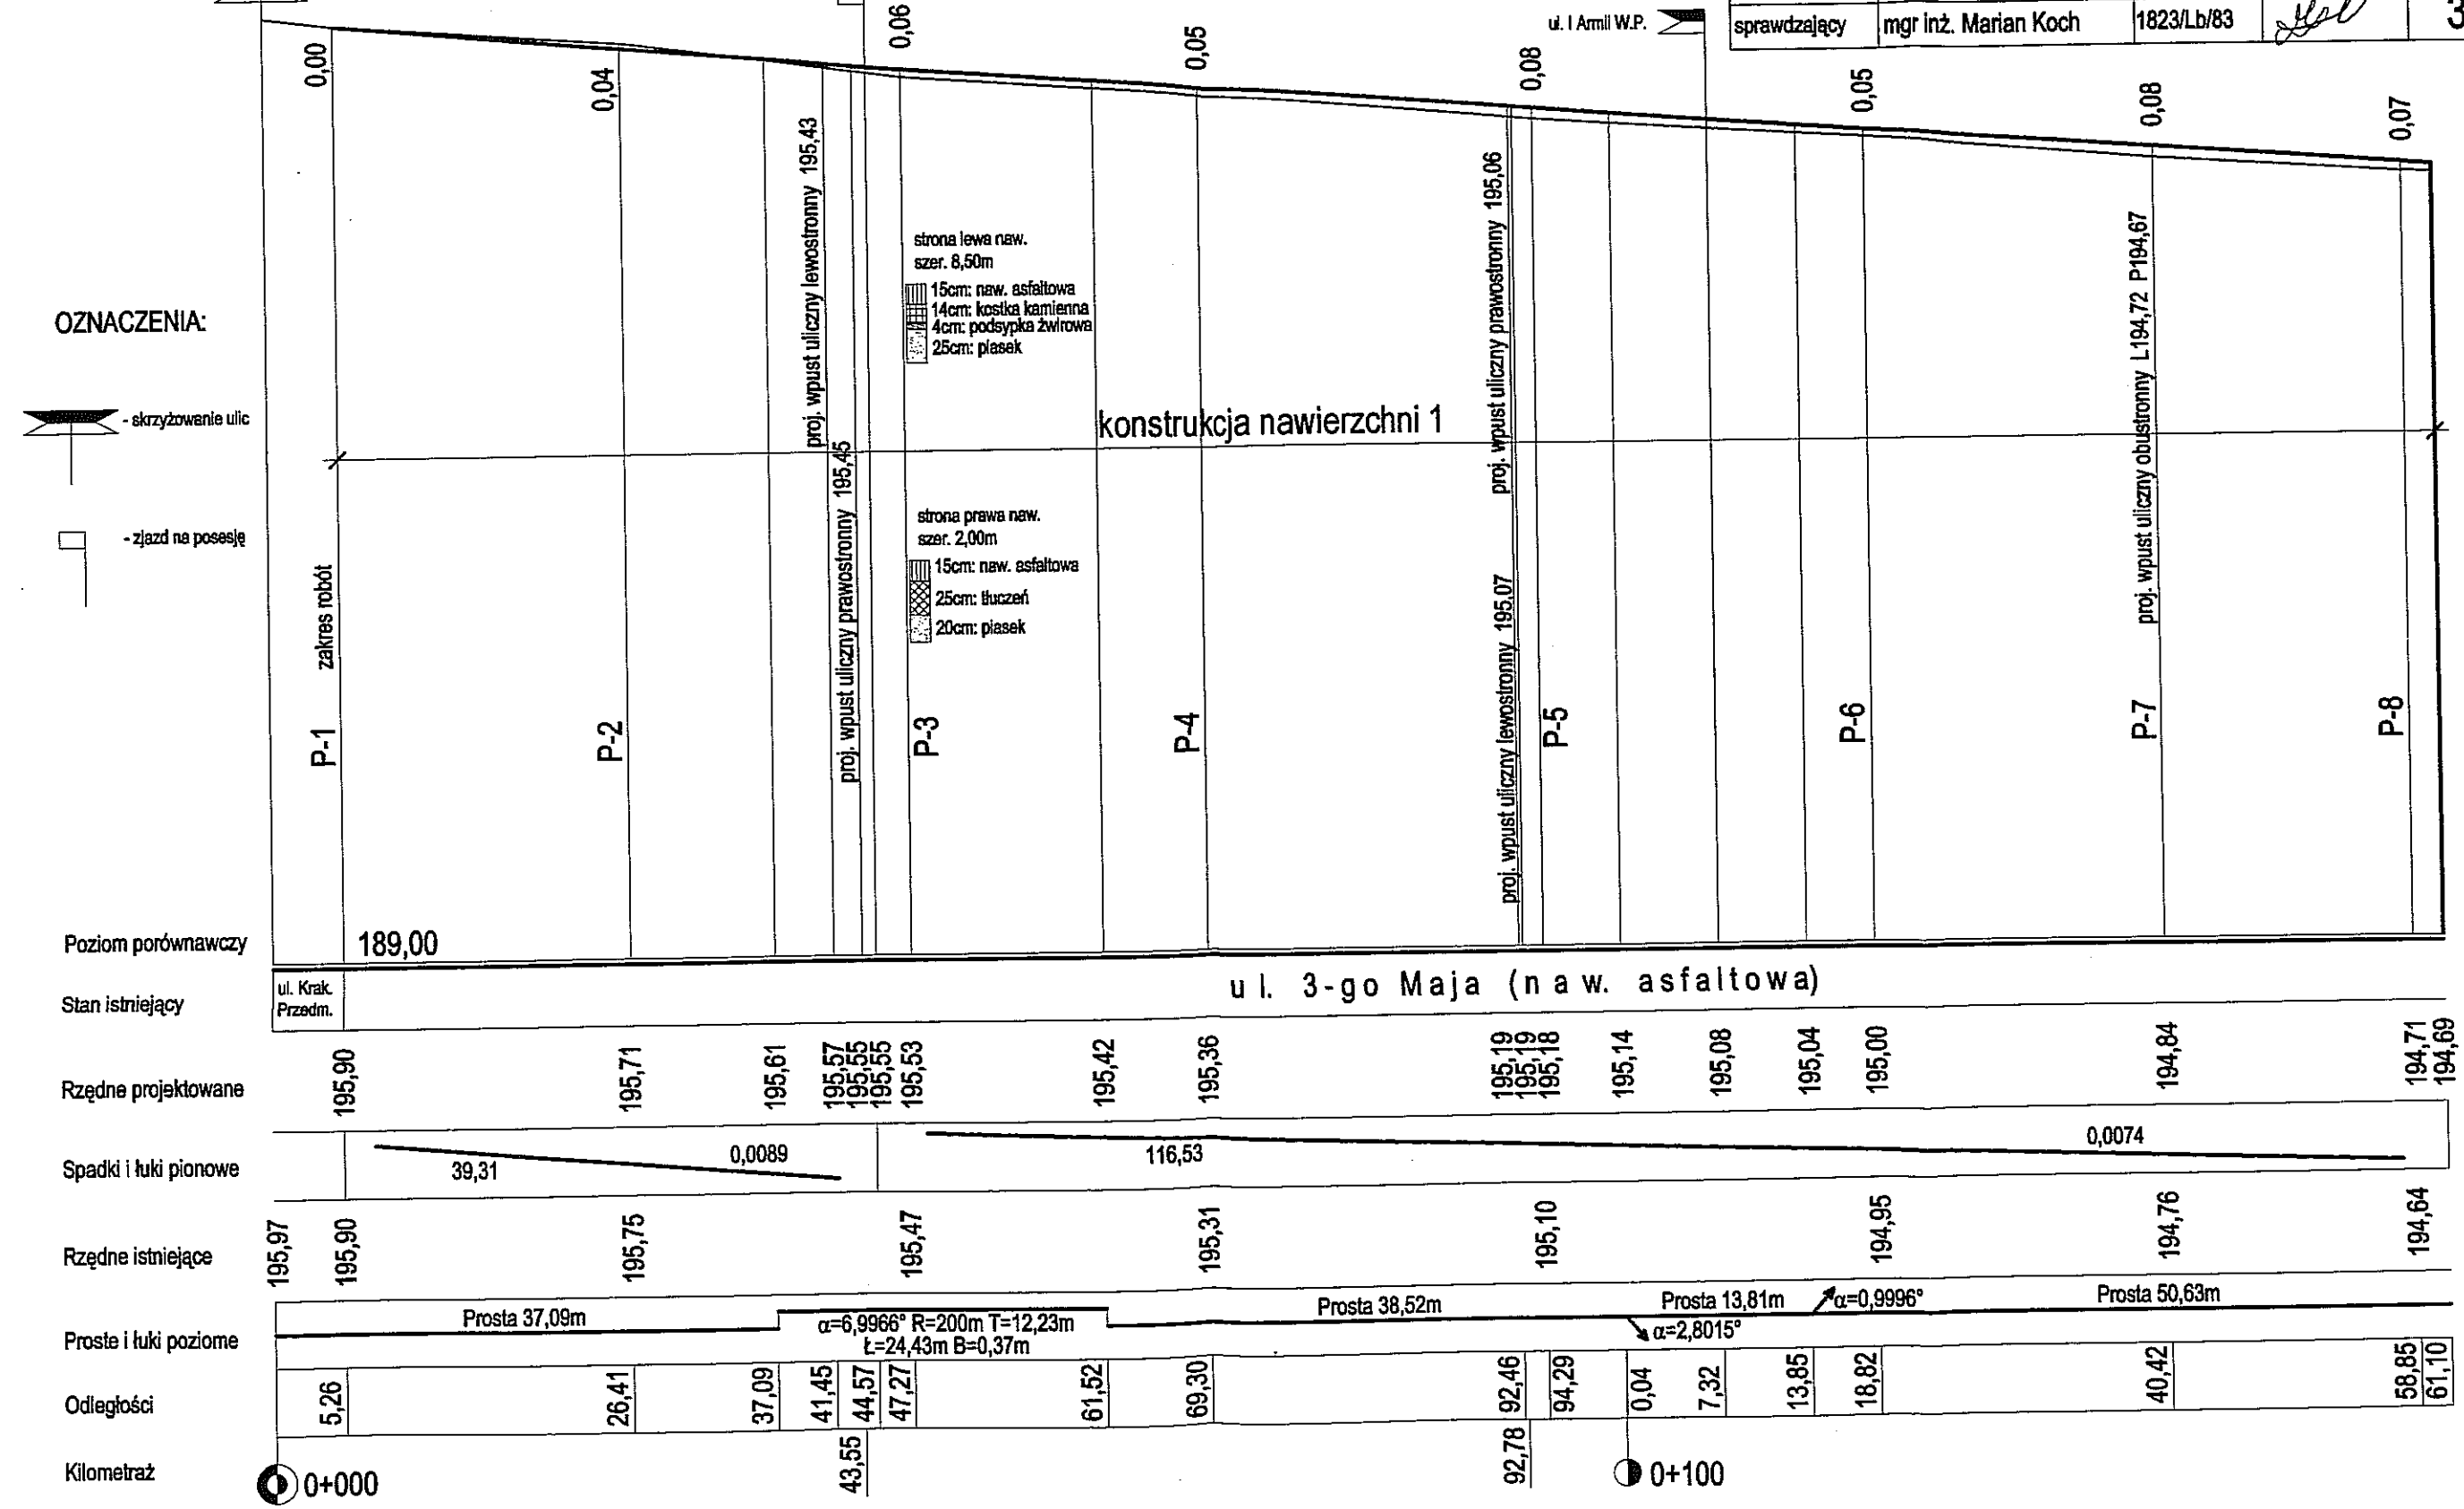 sprawdzający mgr inż. Marian Koch 1823/Lb/83 3
ul. I Armii W.P.
0,00 0,04 0,06 0,05 0,08 0,05 0,08 0,07
OZNACZENIA:
- skrzyżowanie ulic
- zjazd na posesję
zakres robót
proj. wpust uliczny lewostronny 195,43
proj. wpust uliczny prawostronny 195,45
strona lewa naw.
szer. 8,50m
15cm: naw. asfaltowa
14cm: kostka kamienna
4cm: podsypka żwirowa
25cm: piasek
konstrukcja nawierzchni 1
strona prawa naw.
szer. 2,00m
15cm: naw. asfaltowa
25cm: tłuczeń
20cm: piasek
proj. wpust uliczny prawostronny 195,06
proj. wpust uliczny lewostronny 195,07
proj. wpust uliczny obustronny L194,72 P194,67
P-1 P-2 P-3 P-4 P-5 P-6 P-7 P-8
Poziom porównawczy 189,00
Stan istniejący
ul. Krak.
Przedm.
ul. 3-go Maja (naw. asfaltowa)
Rzędne projektowane 195,90 195,71 195,61 195,57 195,55 195,55 195,53 195,42 195,36 195,19 195,19 195,18 195,14 195,08 195,04 195,00 194,84 194,71 194,69
Spadki i łuki pionowe 39,31 0,0089 116,53 0,0074
Rzędne istniejące 195,97 195,90 195,75 195,47 195,31 195,10 194,95 194,76 194,64
Proste i łuki poziome
Prosta 37,09m
α=6,9966° R=200m T=12,23m
Ł=24,43m B=0,37m
Prosta 38,52m
α=2,8015°
Prosta 13,81m
α=0,9996°
Prosta 50,63m
Odległości 5,26 26,41 37,09 41,45 44,57 47,27 61,52 69,30 92,46 94,29 0,04 7,32 13,85 18,82 40,42 58,85 61,10
Kilometraż 0+000 43,55 92,78 0+100